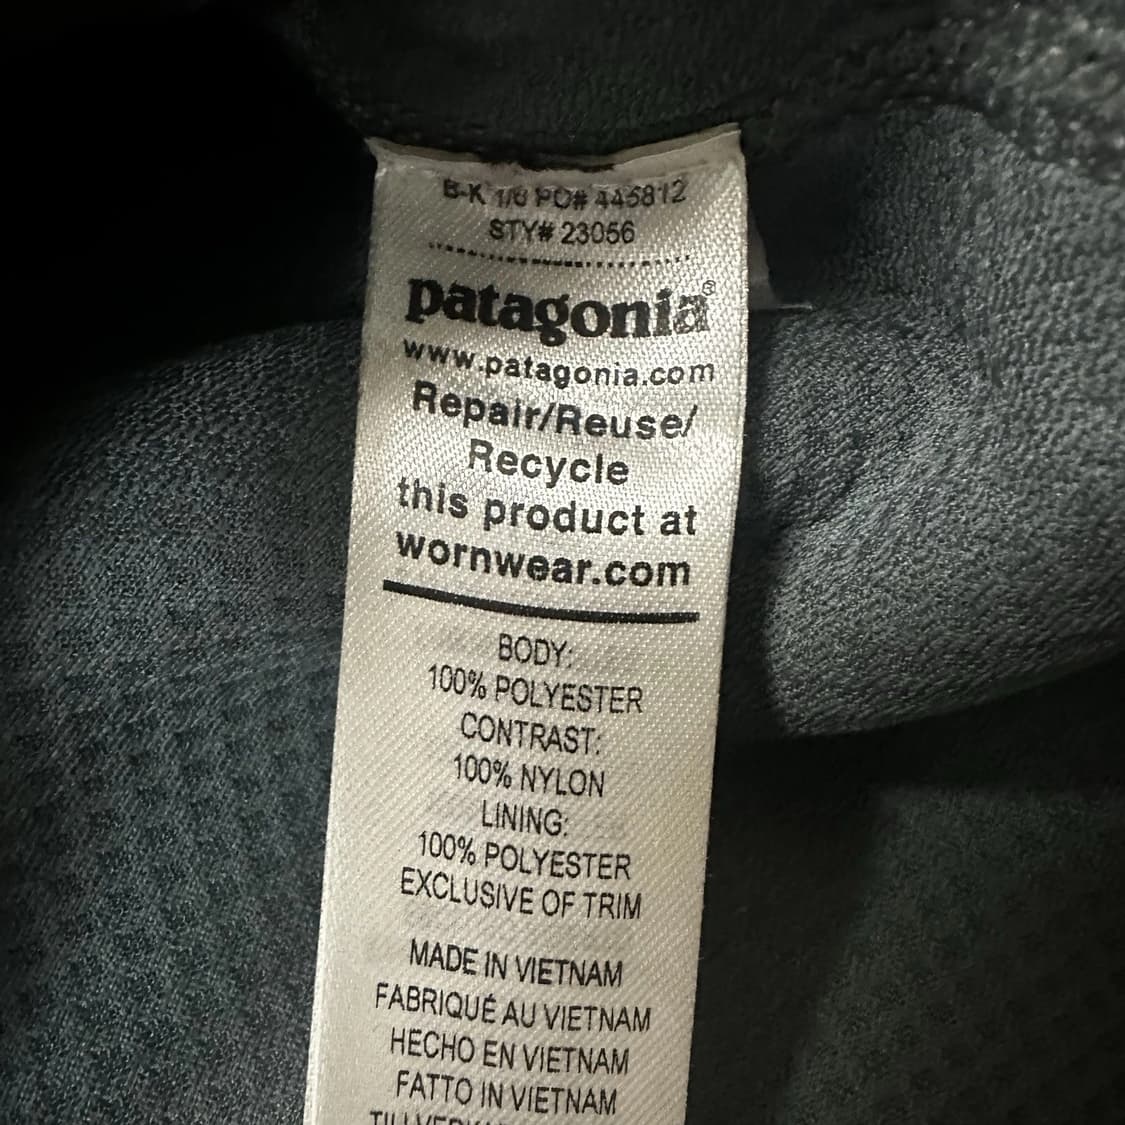 B-K 1/6 PO# 445812
STY# 23056
patagonia®
www.patagonia.com
Repair/Reuse/
Recycle
this product at
wornwear.com
BODY:
100% POLYESTER
CONTRAST:
100% NYLON
LINING:
100% POLYESTER
EXCLUSIVE OF TRIM
MADE IN VIETNAM
FABRIQUÉ AU VIETNAM
HECHO EN VIETNAM
FATTO IN VIETNAM